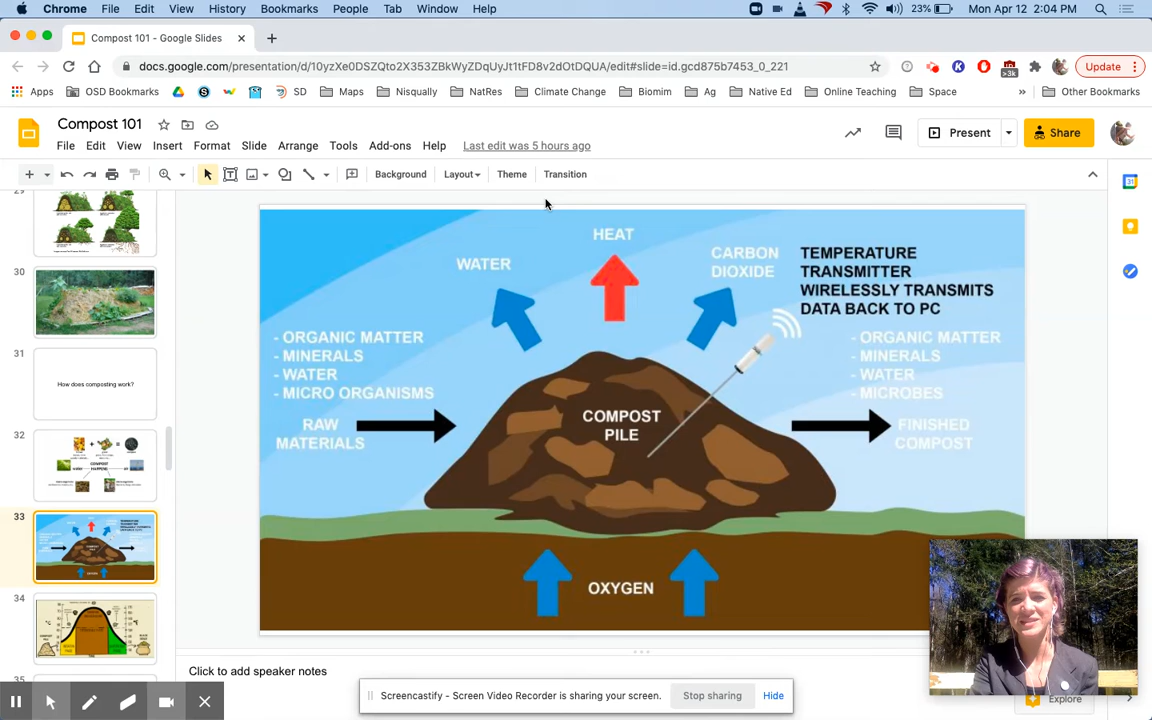 Chrome File Edit View History Bookmarks People Tab Window Help 23% Mon Apr 12 2:04 PM
Compost 101 - Google Slides
docs.google.com/presentation/d/10yzXe0DSZQto2X353ZBkWyZDqUyJt1tFD8v2dOtDQUA/edit#slide=id.gcd875b7453_0_221 >3k Update
Apps OSD Bookmarks SD Maps Nisqually NatRes Climate Change Biomim Ag Native Ed Online Teaching Space » Other Bookmarks
Compost 101
File Edit View Insert Format Slide Arrange Tools Add-ons Help Last edit was 5 hours ago
Present Share
Background Layout Theme Transition
29
30
31
How does composting work?
32
COMPOST
33
34
35
HEAT
WATER
CARBON
DIOXIDE
TEMPERATURE
TRANSMITTER
WIRELESSLY TRANSMITS
DATA BACK TO PC
- ORGANIC MATTER
- MINERALS
- WATER
- MICRO ORGANISMS
RAW
MATERIALS
COMPOST
PILE
- ORGANIC MATTER
- MINERALS
- WATER
- MICROBES
FINISHED
COMPOST
OXYGEN
Click to add speaker notes
Screencastify - Screen Video Recorder is sharing your screen. Stop sharing Hide
Explore